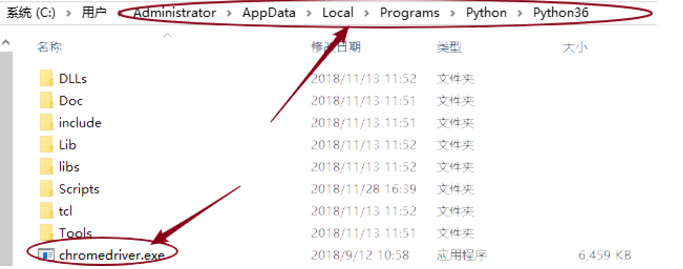 系统 (C:) > 用户 > Administrator > AppData > Local > Programs > Python > Python36
名称 修改日期 类型 大小
DLLs 2018/11/13 11:52 文件夹
Doc 2018/11/13 11:51 文件夹
include 2018/11/13 11:51 文件夹
Lib 2018/11/13 11:52 文件夹
libs 2018/11/13 11:52 文件夹
Scripts 2018/11/28 16:39 文件夹
tcl 2018/11/13 11:52 文件夹
Tools 2018/11/13 11:51 文件夹
chromedriver.exe 2018/9/12 10:58 应用程序 6,459 KB